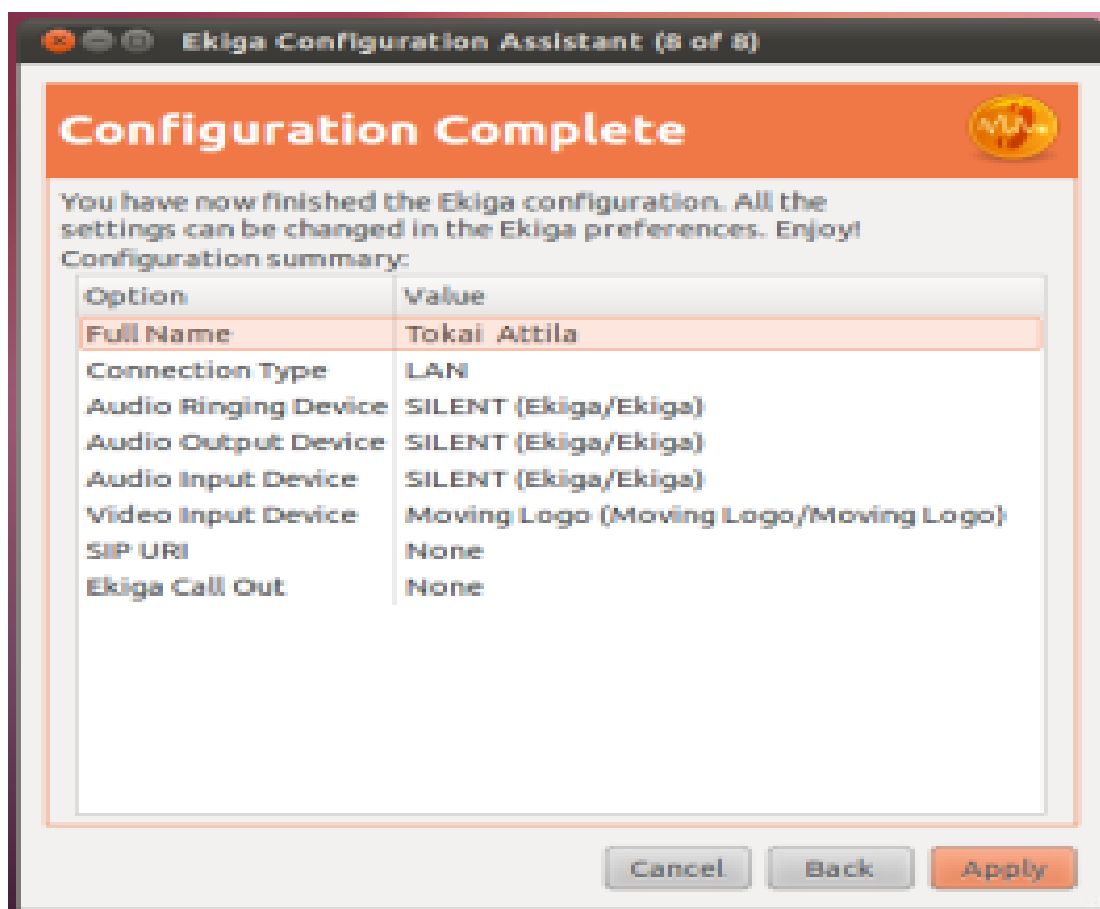 Ekiga Configuration Assistant (8 of 8)
Configuration Complete
You have now finished the Ekiga configuration. All the
settings can be changed in the Ekiga preferences. Enjoy!
Configuration summary:
Option Value
Full Name Tokai Attila
Connection Type LAN
Audio Ringing Device SILENT (Ekiga/Ekiga)
Audio Output Device SILENT (Ekiga/Ekiga)
Audio Input Device SILENT (Ekiga/Ekiga)
Video Input Device Moving Logo (Moving Logo/Moving Logo)
SIP URI None
Ekiga Call Out None
Cancel Back Apply